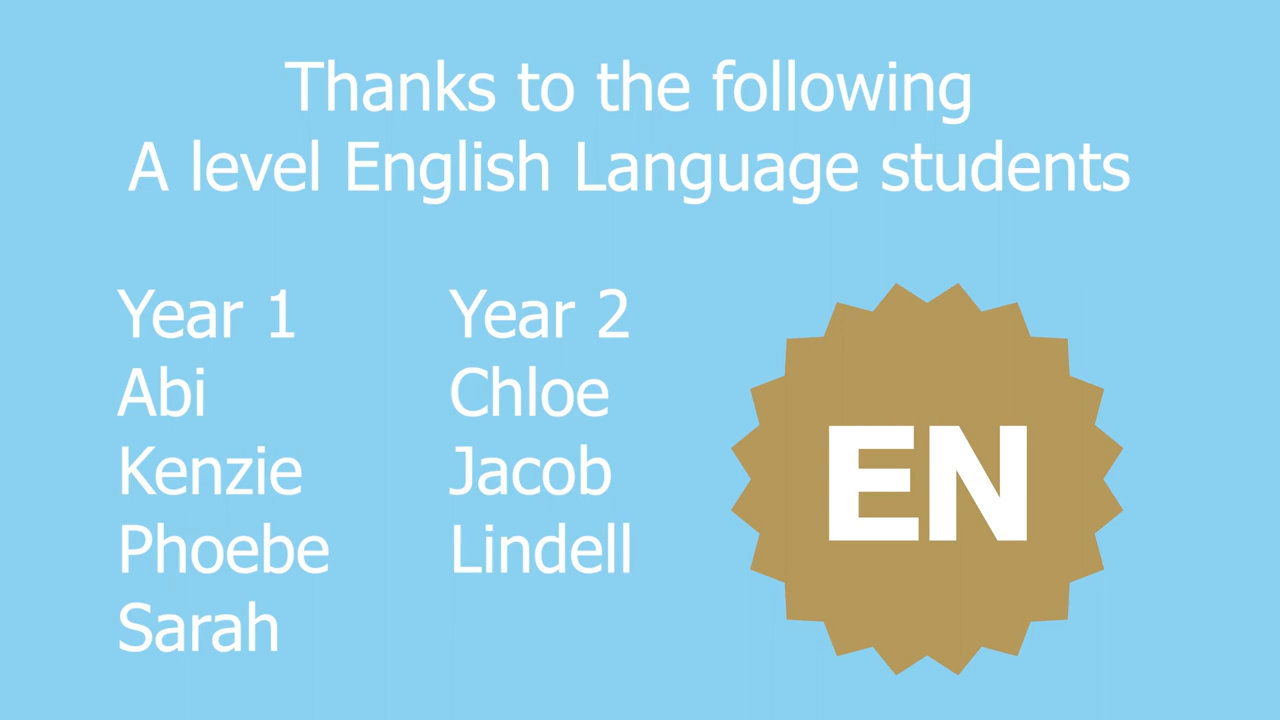 Thanks to the following
A level English Language students
Year 1
Abi
Kenzie
Phoebe
Sarah
Year 2
Chloe
Jacob
Lindell
EN